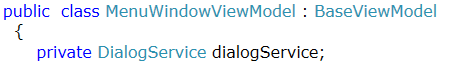 public class MenuWindowViewModel : BaseViewModel
{
private DialogService dialogService;